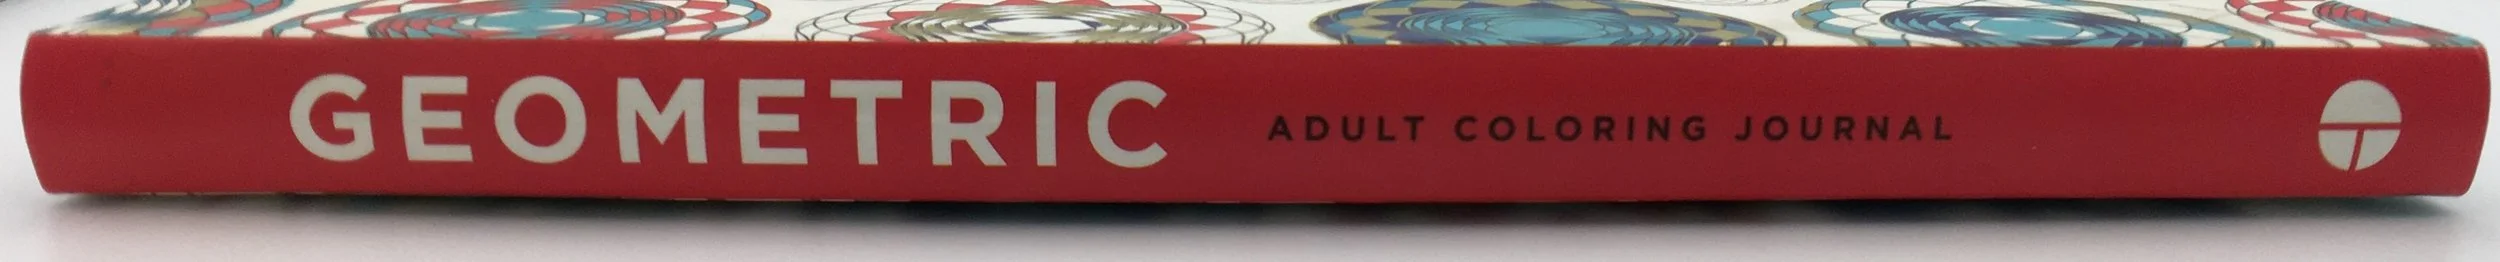 GEOMETRIC ADULT COLORING JOURNAL